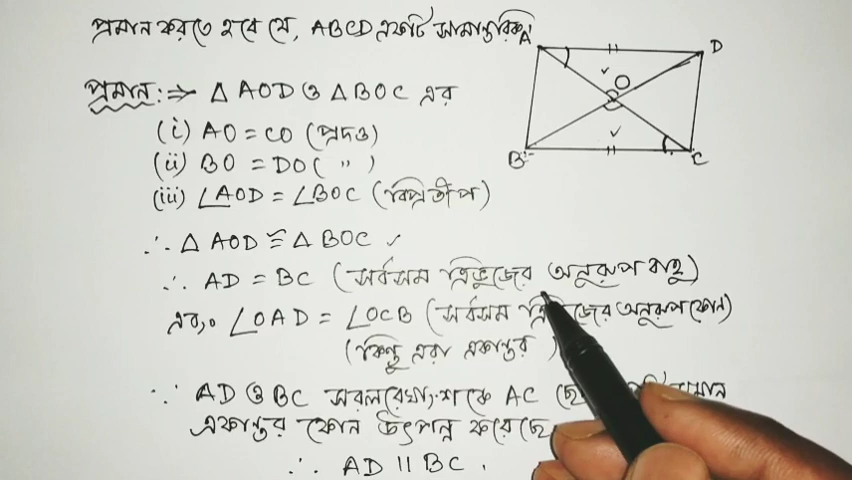 প্রমান করতে হবে যে, ABCD একটি সামান্তরিক।
A
D
O
B
C
প্রমান:⇒ △ AOD ও △ BOC এর
(i) AO = CO (প্রদত্ত)
(ii) BO = DO ( " )
(iii) ∠AOD = ∠BOC (বিপ্রতীপ)
∴ △ AOD ≅ △ BOC ✓
∴ AD = BC (সর্বসম ত্রিভুজের অনুরূপ বাহু)
এবং ∠OAD = ∠OCB (সর্বসম ত্রিভুজের অনুরূপ কোন)
(কিন্তু এরা একান্তর )
∵ AD ও BC সরলরেখাংশকে AC
একান্তর কোন উৎপন্ন করেছে
∴ AD || BC .